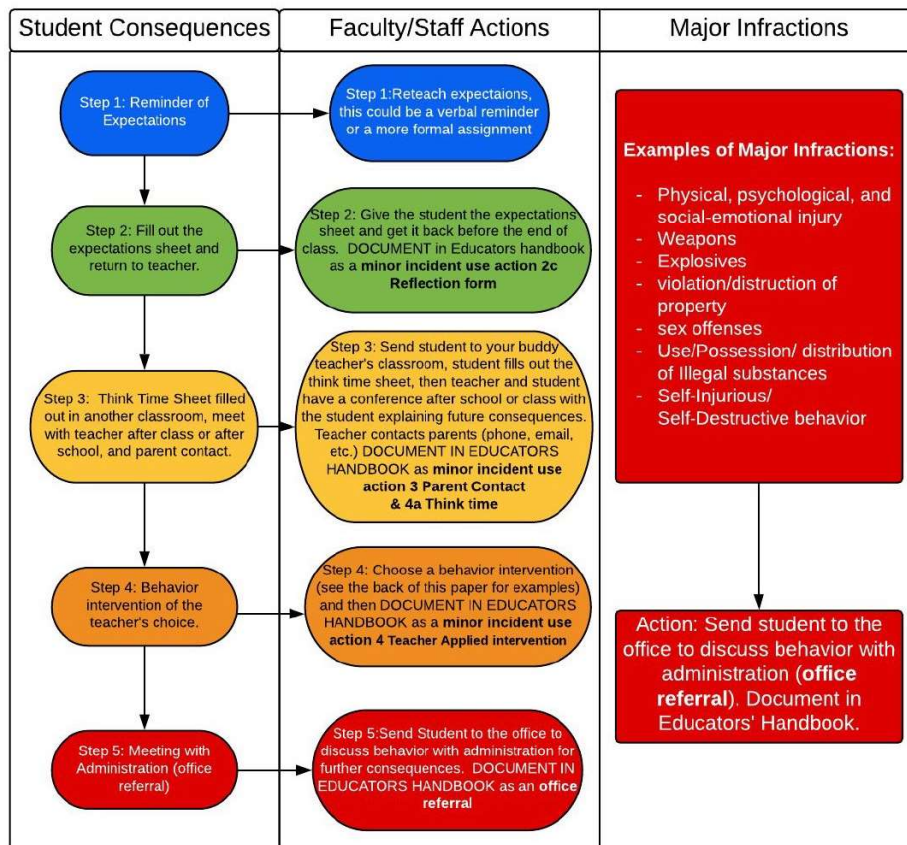 Student Consequences
Faculty/Staff Actions
Major Infractions
Step 1: Reminder of
Expectations
Step 1:Reteach expectaions,
this could be a verbal reminder
or a more formal assignment
Step 2: Fill out the
expectations sheet and
return to teacher.
Step 2: Give the student the expectations
sheet and get it back before the end of
class. DOCUMENT in Educators handbook
as a minor incident use action 2c
Reflection form
Step 3: Think Time Sheet filled
out in another classroom, meet
with teacher after class or after
school, and parent contact.
Step 3: Send student to your buddy
teacher's classroom, student fills out the
think time sheet, then teacher and student
have a conference after school or class with
the student explaining future consequences.
Teacher contacts parents (phone, email,
etc.) DOCUMENT IN EDUCATORS
HANDBOOK as minor incident use
action 3 Parent Contact
& 4a Think time
Step 4: Behavior
intervention of the
teacher's choice.
Step 4: Choose a behavior intervention
(see the back of this paper for examples)
and then DOCUMENT IN EDUCATORS
HANDBOOK as a minor incident use
action 4 Teacher Applied intervention
Step 5: Meeting with
Administration (office
referral)
Step 5:Send Student to the office to
discuss behavior with administration for
further consequences. DOCUMENT IN
EDUCATORS HANDBOOK as an office
referral
Examples of Major Infractions:
- Physical, psychological, and
social-emotional injury
- Weapons
- Explosives
- violation/distruction of
property
- sex offenses
- Use/Possession/ distribution
of Illegal substances
- Self-Injurious/
Self-Destructive behavior
Action: Send student to the
office to discuss behavior with
administration (office
referral). Document in
Educators' Handbook.